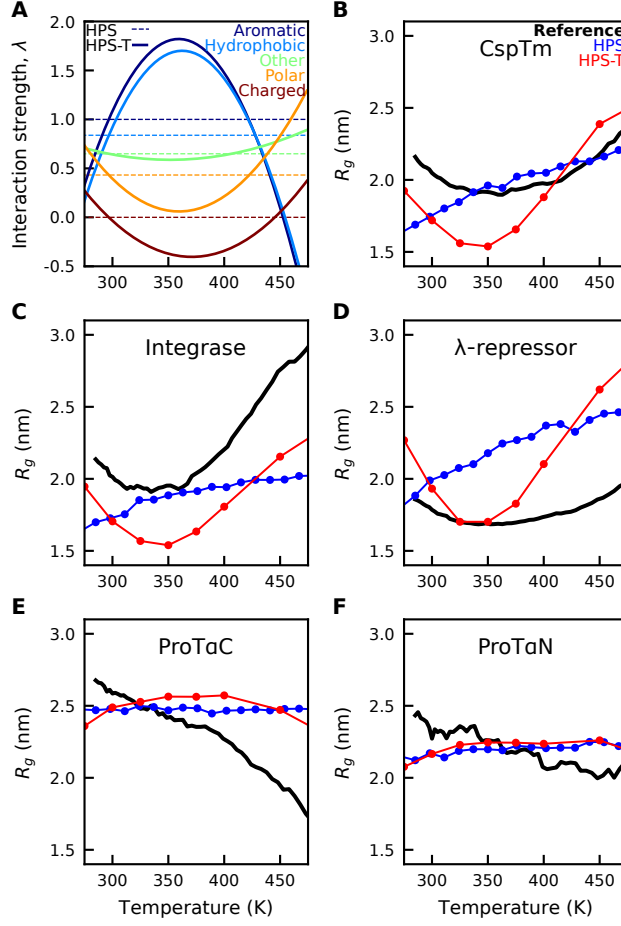 A
HPS
HPS-T
Aromatic
Hydrophobic
Other
Polar
Charged
Interaction strength, λ
2.0
1.5
1.0
0.5
0.0
-0.5
300 350 400 450
B
CspTm
Reference
HPS
HPS-T
Rg (nm)
3.0
2.5
2.0
1.5
300 350 400 450
C
Integrase
Rg (nm)
3.0
2.5
2.0
1.5
300 350 400 450
D
λ-repressor
Rg (nm)
3.0
2.5
2.0
1.5
300 350 400 450
E
ProTαC
Rg (nm)
3.0
2.5
2.0
1.5
300 350 400 450
Temperature (K)
F
ProTαN
Rg (nm)
3.0
2.5
2.0
1.5
300 350 400 450
Temperature (K)